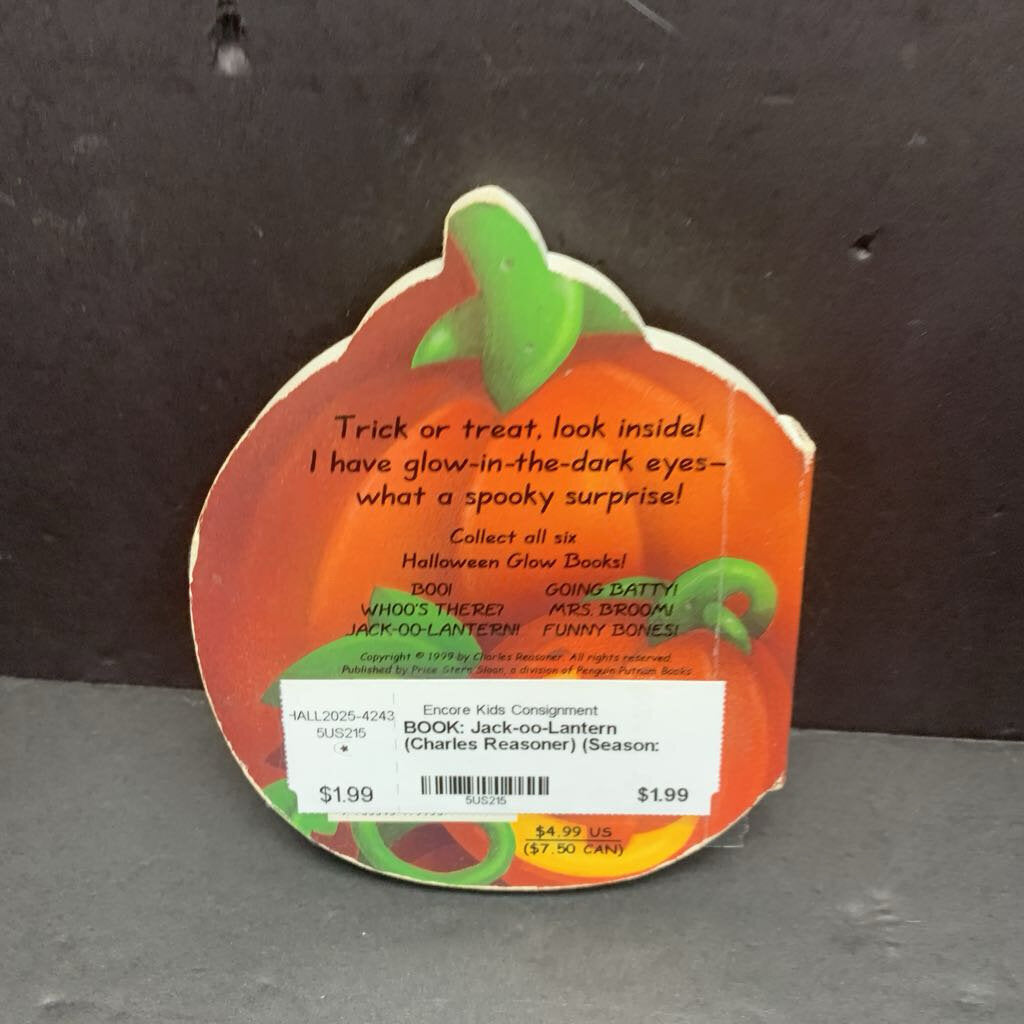 Trick or treat, look inside!
I have glow-in-the-dark eyes–
what a spooky surprise!
Collect all six
Halloween Glow Books!
BOO! GOING BATTY!
WHOO'S THERE? MRS. BROOM!
JACK-OO-LANTERN! FUNNY BONES!
Copyright © 1999 by Charles Reasoner. All rights reserved.
Published by Price Stern Sloan, a division of Penguin Putnam Books
HALL2025-4243
5US215
$1.99
Encore Kids Consignment
BOOK: Jack-oo-Lantern
(Charles Reasoner) (Season:
5US215
$1.99
$4.99 US
($7.50 CAN)